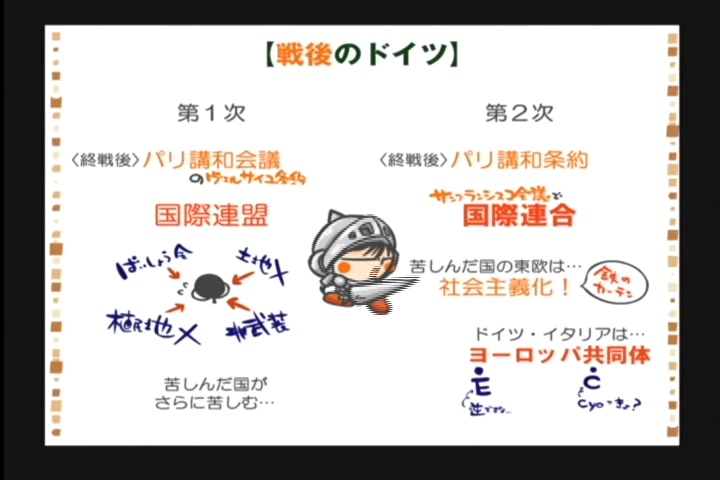 【戦後のドイツ】
第1次
〈終戦後〉パリ講和会議
のヴェルサイユ条約
国際連盟
ばいしょう金
土地×
植民地×
非武装
苦しんだ国が
さらに苦しむ…
第2次
〈終戦後〉パリ講和条約
サンフランシスコ会議で
国際連合
苦しんだ国の東欧は…
社会主義化！
鉄の
カーテン
ドイツ・イタリアは…
ヨーロッパ共同体
E
C
cyo